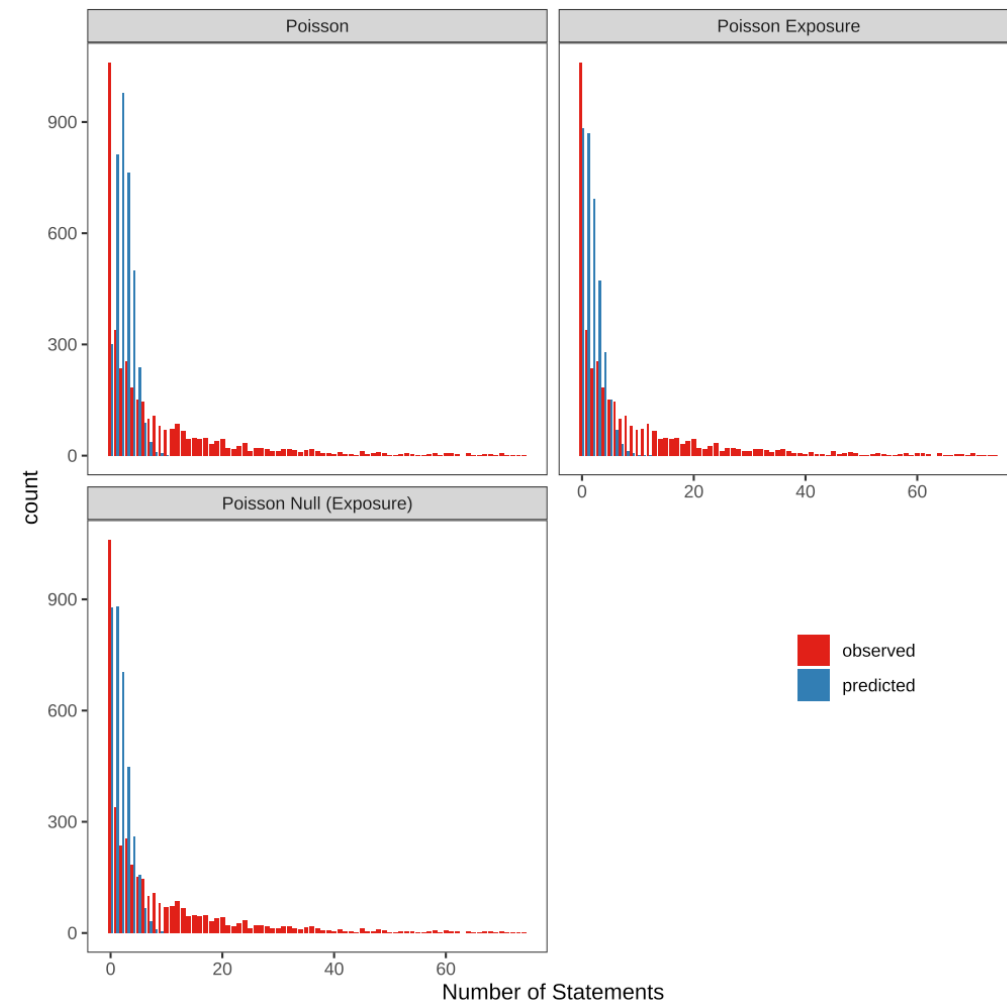 Poisson
Poisson Exposure
900
600
300
0
0
20
40
60
Poisson Null (Exposure)
900
600
300
0
0
20
40
60
count
Number of Statements
observed
predicted